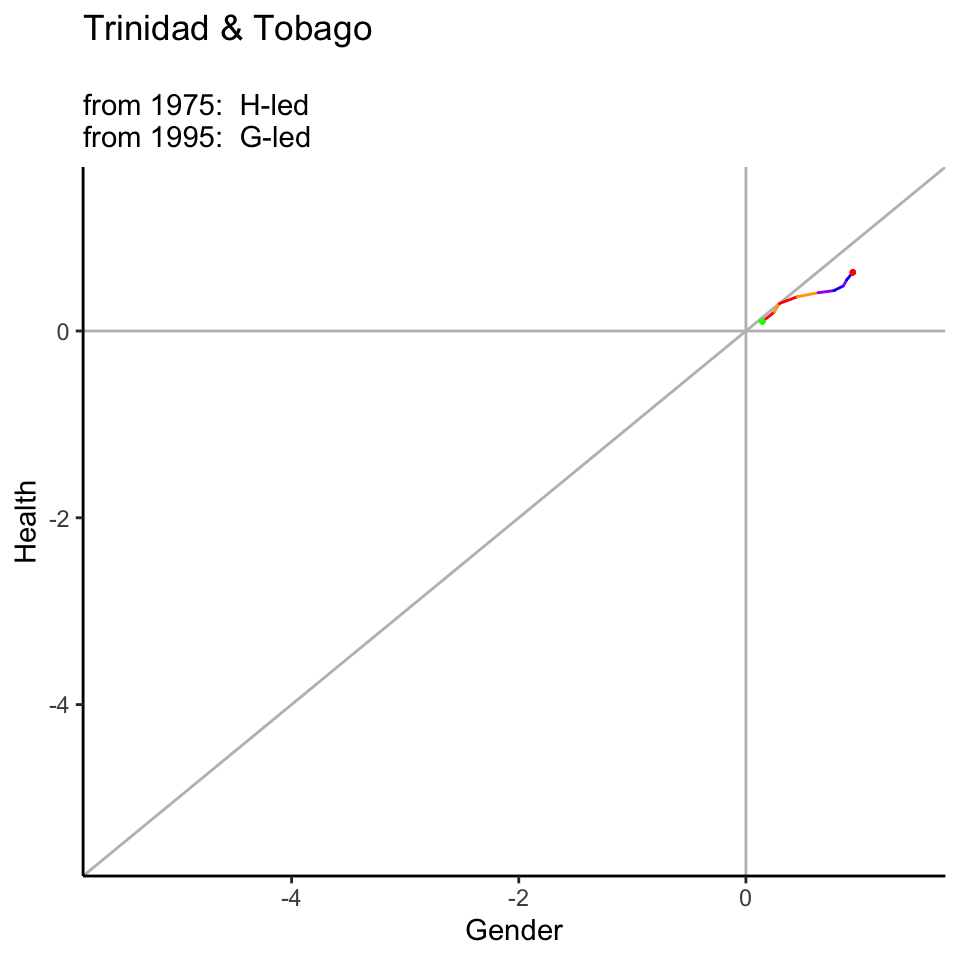 Trinidad & Tobago
from 1975:  H-led
from 1995:  G-led
0
-2
-4
Health
-4
-2
0
Gender